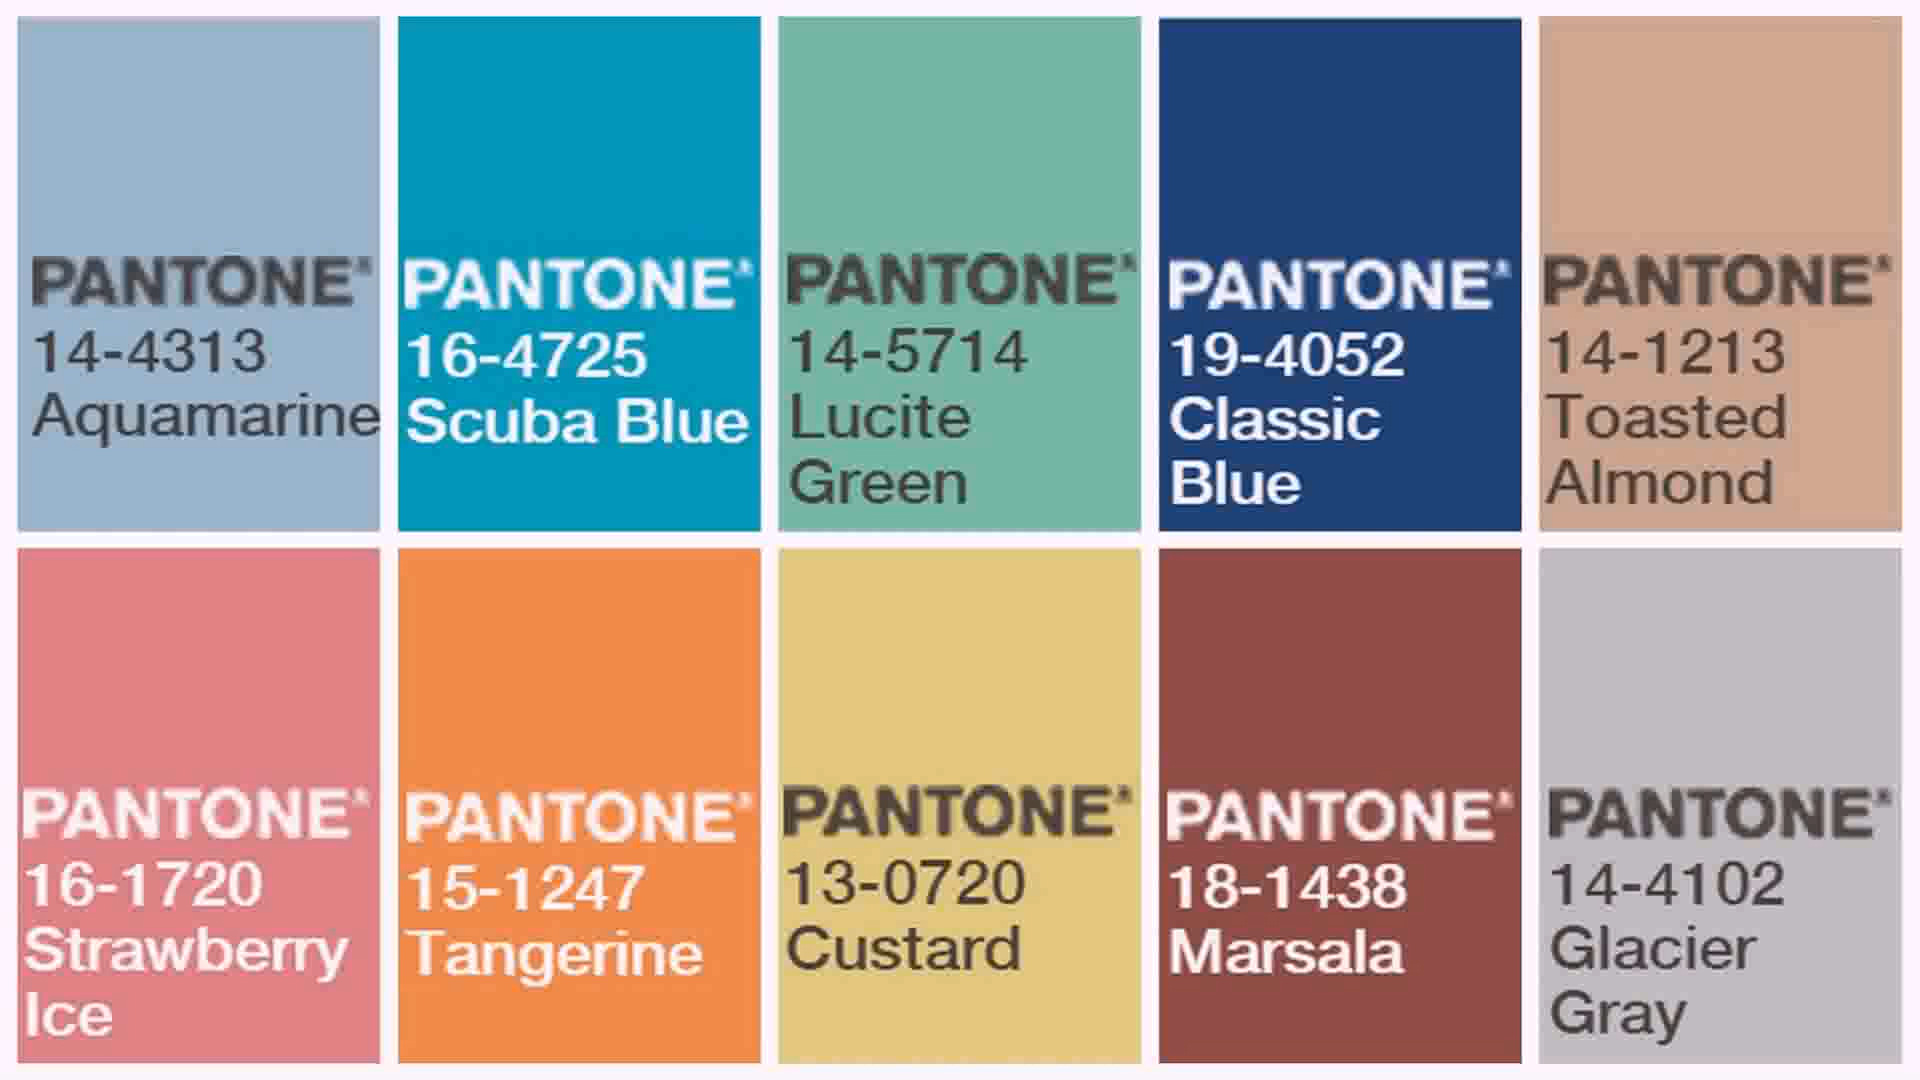 PANTONE®
14-4313
Aquamarine
PANTONE®
16-4725
Scuba Blue
PANTONE®
14-5714
Lucite
Green
PANTONE®
19-4052
Classic
Blue
PANTONE®
14-1213
Toasted
Almond
PANTONE®
16-1720
Strawberry
Ice
PANTONE®
15-1247
Tangerine
PANTONE®
13-0720
Custard
PANTONE®
18-1438
Marsala
PANTONE®
14-4102
Glacier
Gray